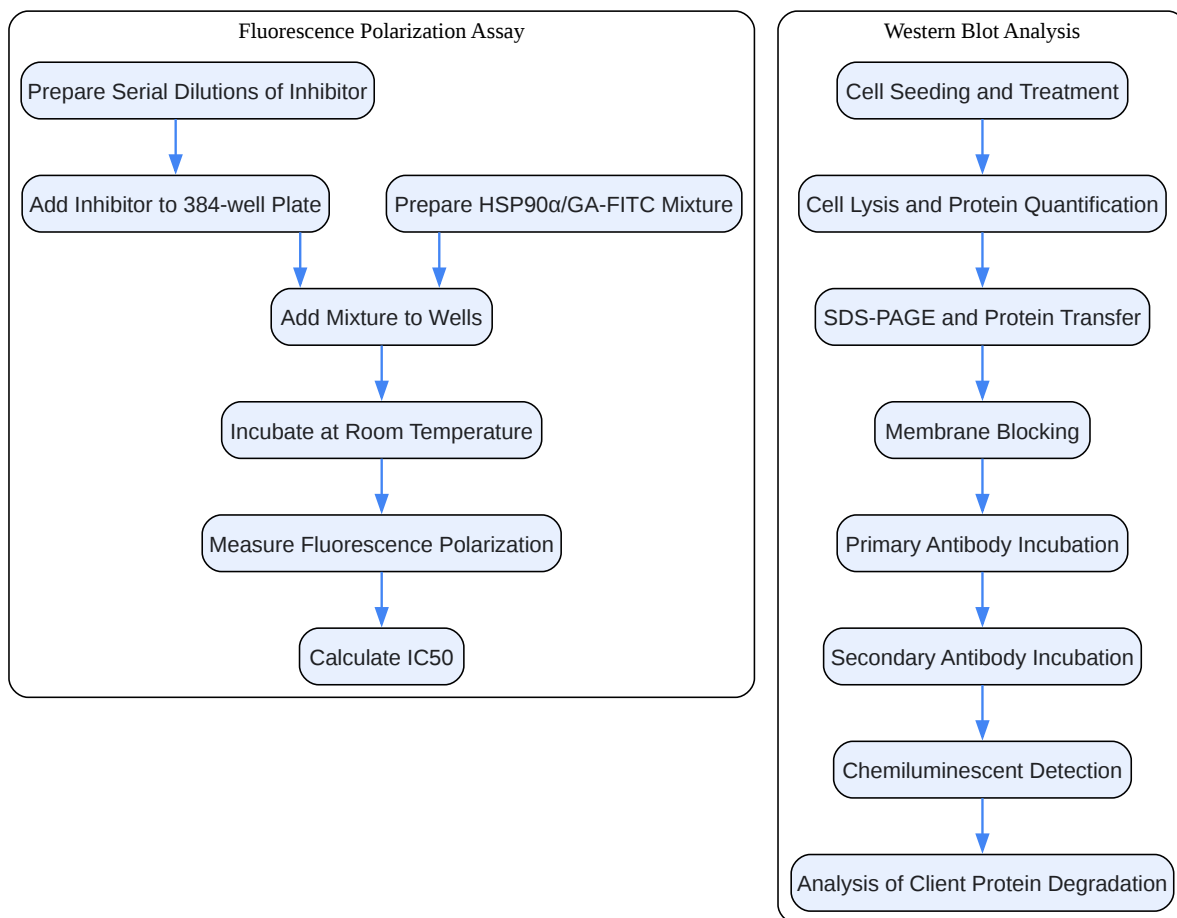 Fluorescence Polarization Assay
Prepare Serial Dilutions of Inhibitor
Add Inhibitor to 384-well Plate
Prepare HSP90α/GA-FITC Mixture
Add Mixture to Wells
Incubate at Room Temperature
Measure Fluorescence Polarization
Calculate IC50
Western Blot Analysis
Cell Seeding and Treatment
Cell Lysis and Protein Quantification
SDS-PAGE and Protein Transfer
Membrane Blocking
Primary Antibody Incubation
Secondary Antibody Incubation
Chemiluminescent Detection
Analysis of Client Protein Degradation